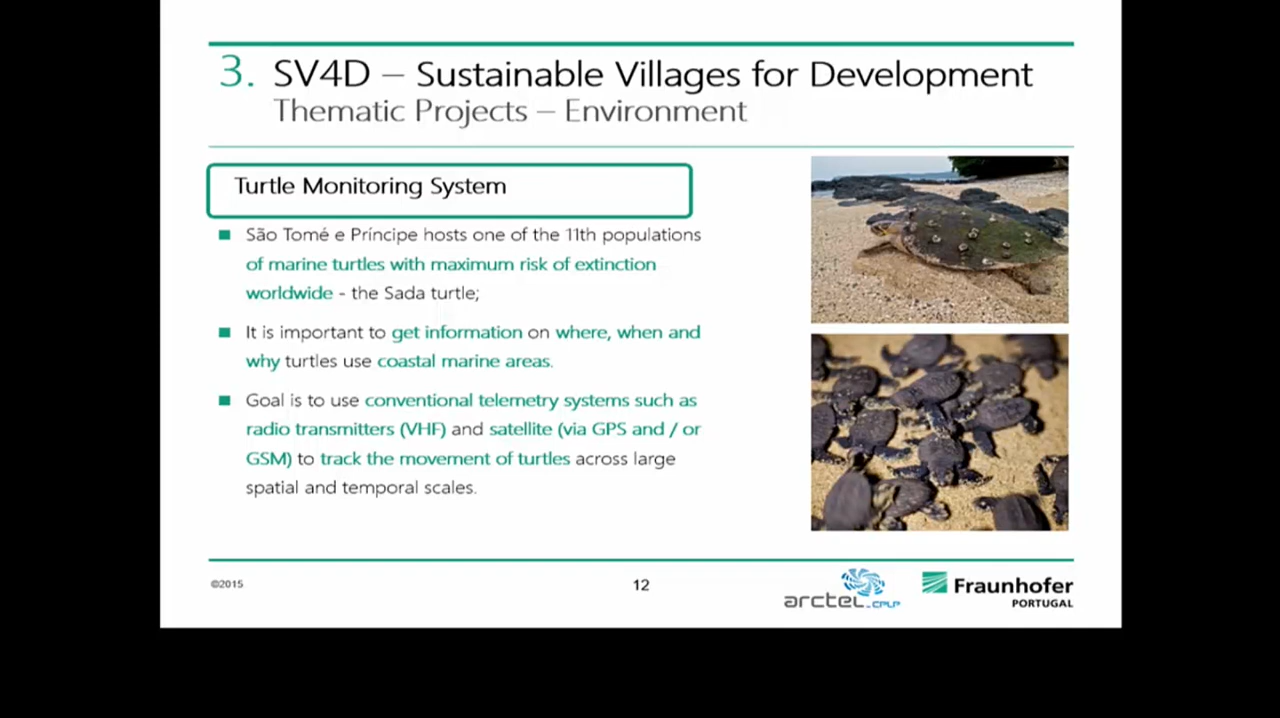 3. SV4D – Sustainable Villages for Development
Thematic Projects – Environment
Turtle Monitoring System
São Tomé e Príncipe hosts one of the 11th populations
of marine turtles with maximum risk of extinction
worldwide - the Sada turtle;
It is important to get information on where, when and
why turtles use coastal marine areas.
Goal is to use conventional telemetry systems such as
radio transmitters (VHF) and satellite (via GPS and / or
GSM) to track the movement of turtles across large
spatial and temporal scales.
©2015
12
arctel-CPLP
Fraunhofer
PORTUGAL